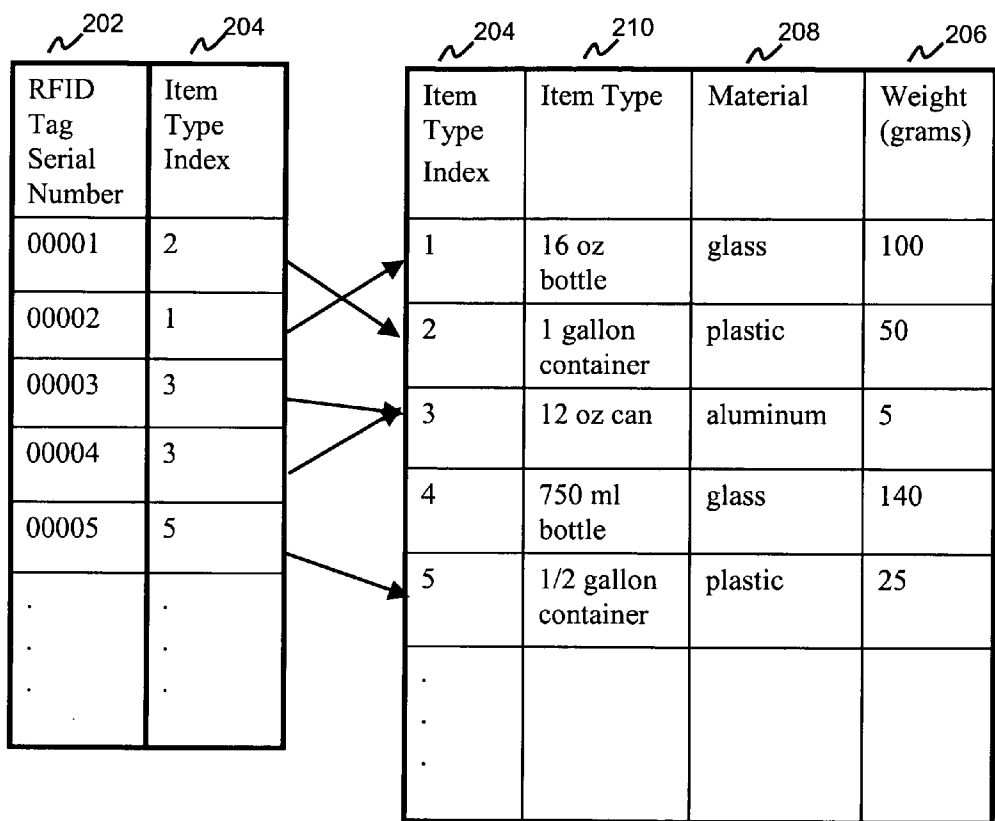 202 204 204 210 208 206
RFID
Tag
Serial
Number
Item
Type
Index
00001 2
00002 1
00003 3
00004 3
00005 5
.
.
.
.
.
.
Item
Type
Index
Item Type
Material
Weight
(grams)
1 16 oz
bottle glass 100
2 1 gallon
container plastic 50
3 12 oz can aluminum 5
4 750 ml
bottle glass 140
5 1/2 gallon
container plastic 25
.
.
.